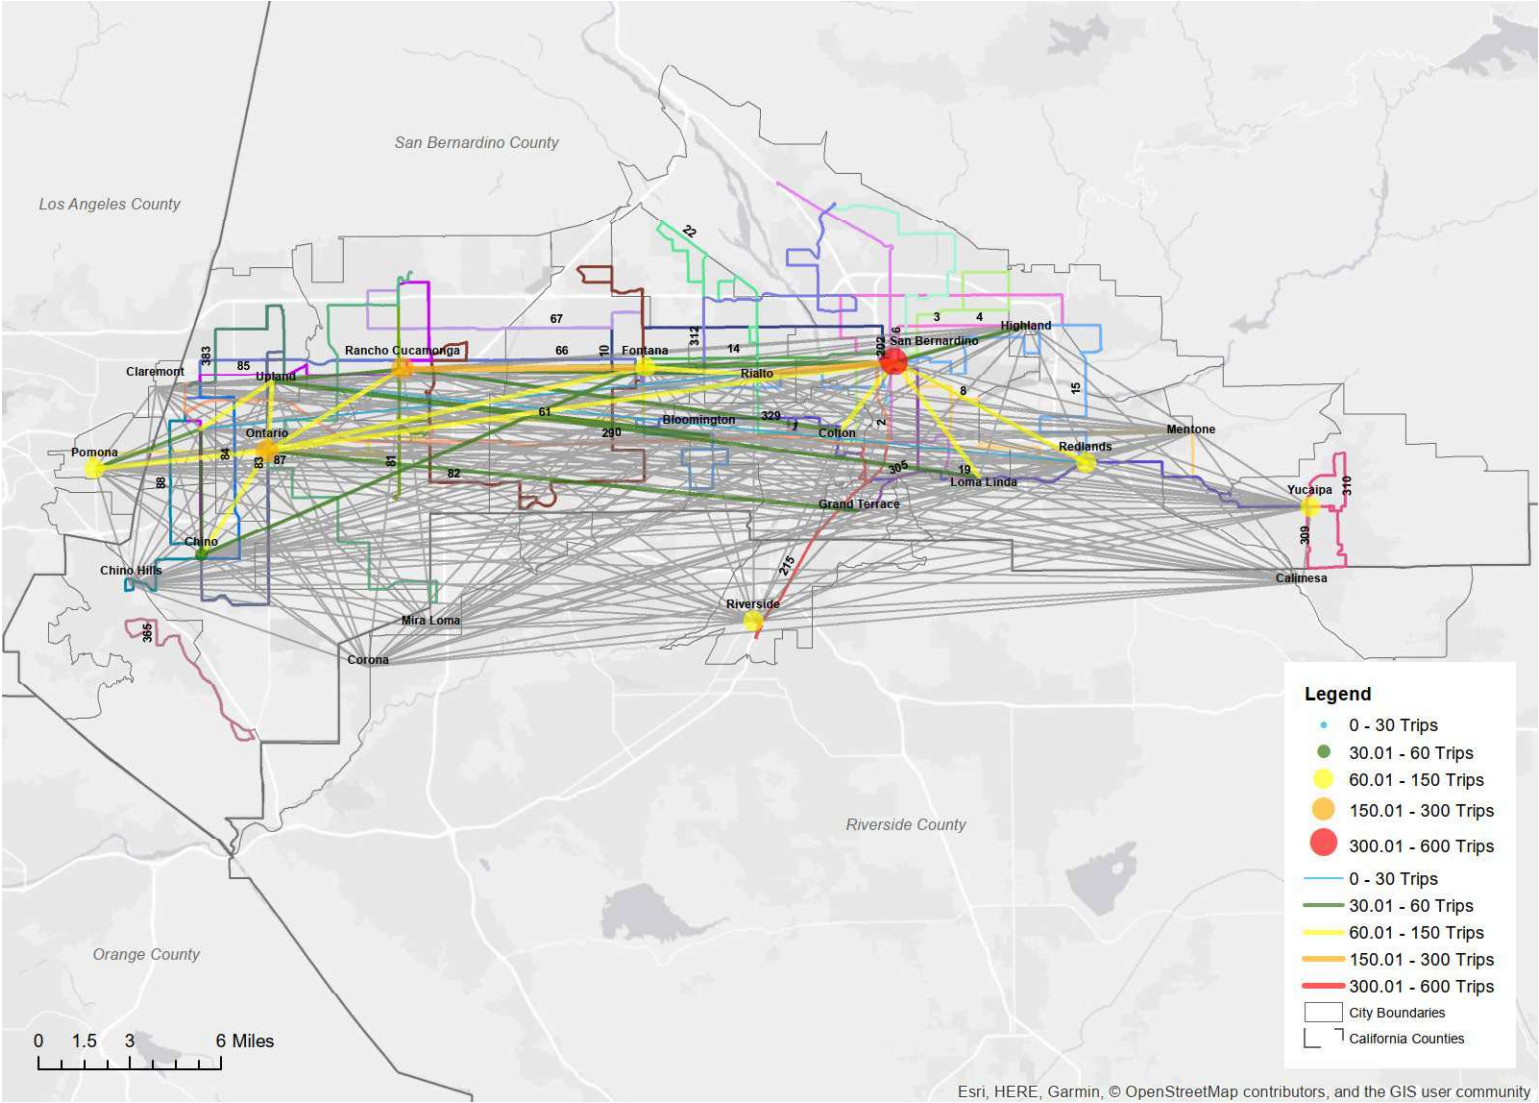 San Bernardino County
Los Angeles County
22
67
3
4
6
Highland
312
383
10
14
202
San Bernardino
66
Rancho Cucamonga
Fontana
85
Claremont
Upland
Rialto
8
15
61
Bloomington
329
1
2
Colton
Mentone
290
Ontario
Redlands
Pomona
84
83
87
81
82
305
19
Loma Linda
88
Grand Terrace
Yucaipa
310
309
Chino
Chino Hills
215
Calimesa
Riverside
Mira Loma
365
Corona
Legend
0 - 30 Trips
30.01 - 60 Trips
60.01 - 150 Trips
150.01 - 300 Trips
300.01 - 600 Trips
0 - 30 Trips
30.01 - 60 Trips
60.01 - 150 Trips
150.01 - 300 Trips
300.01 - 600 Trips
City Boundaries
California Counties
Riverside County
Orange County
0 1.5 3 6 Miles
Esri, HERE, Garmin, © OpenStreetMap contributors, and the GIS user community